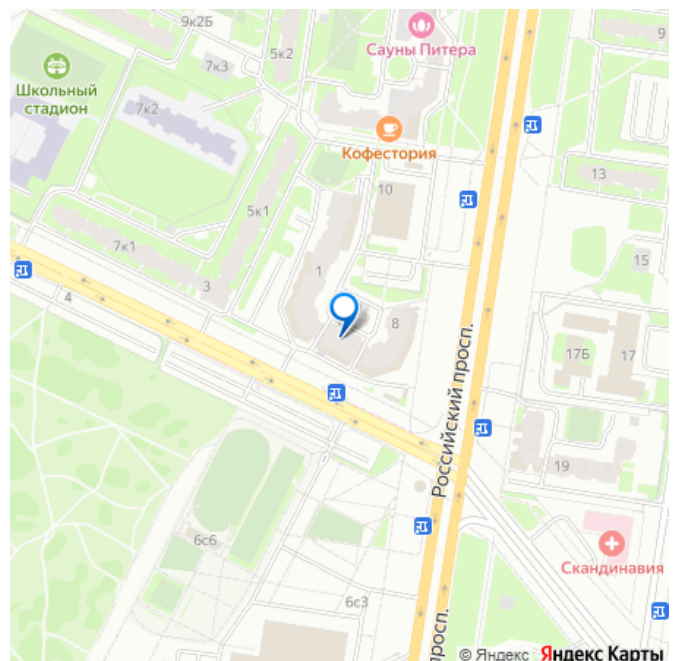 9к2Б
Сауны Питера
5к2
9
Школьный
стадион
7к3
7к2
Кофестория
13
10
5к1
7к1
3
1
15
4
8
Российский просп.
17Б
17
19
6с6
Скандинавия
6с3
просп.
© Яндекс Яндекс Карты